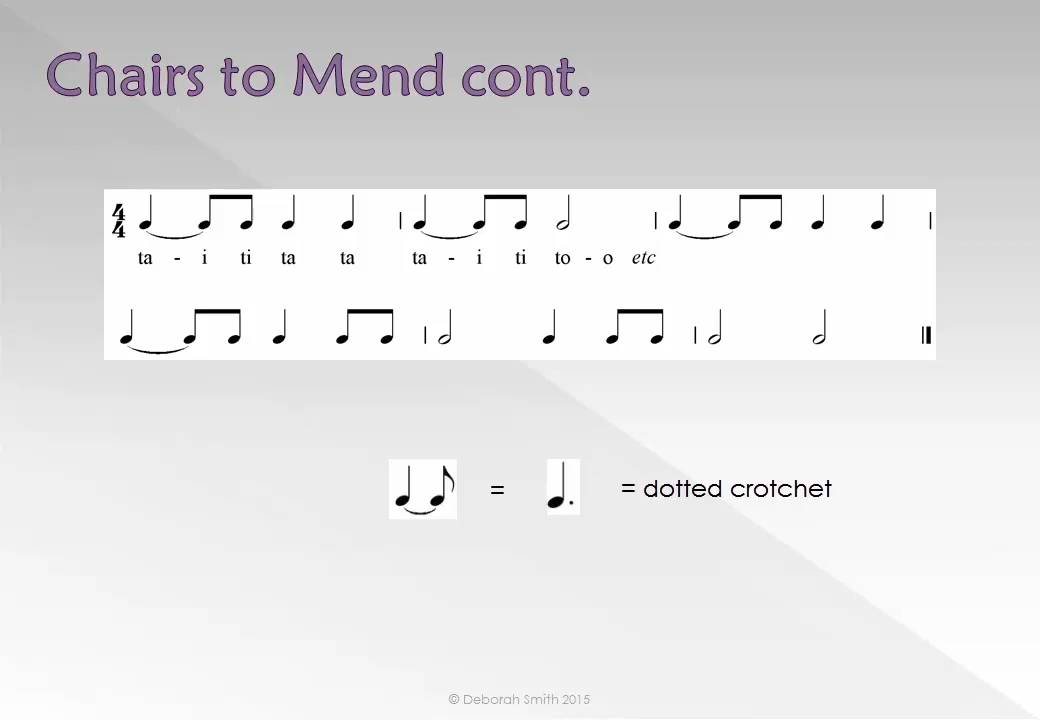 Chairs to Mend cont.
4
4
ta - i ti ta ta ta - i ti to - o etc
= = dotted crotchet
© Deborah Smith 2015